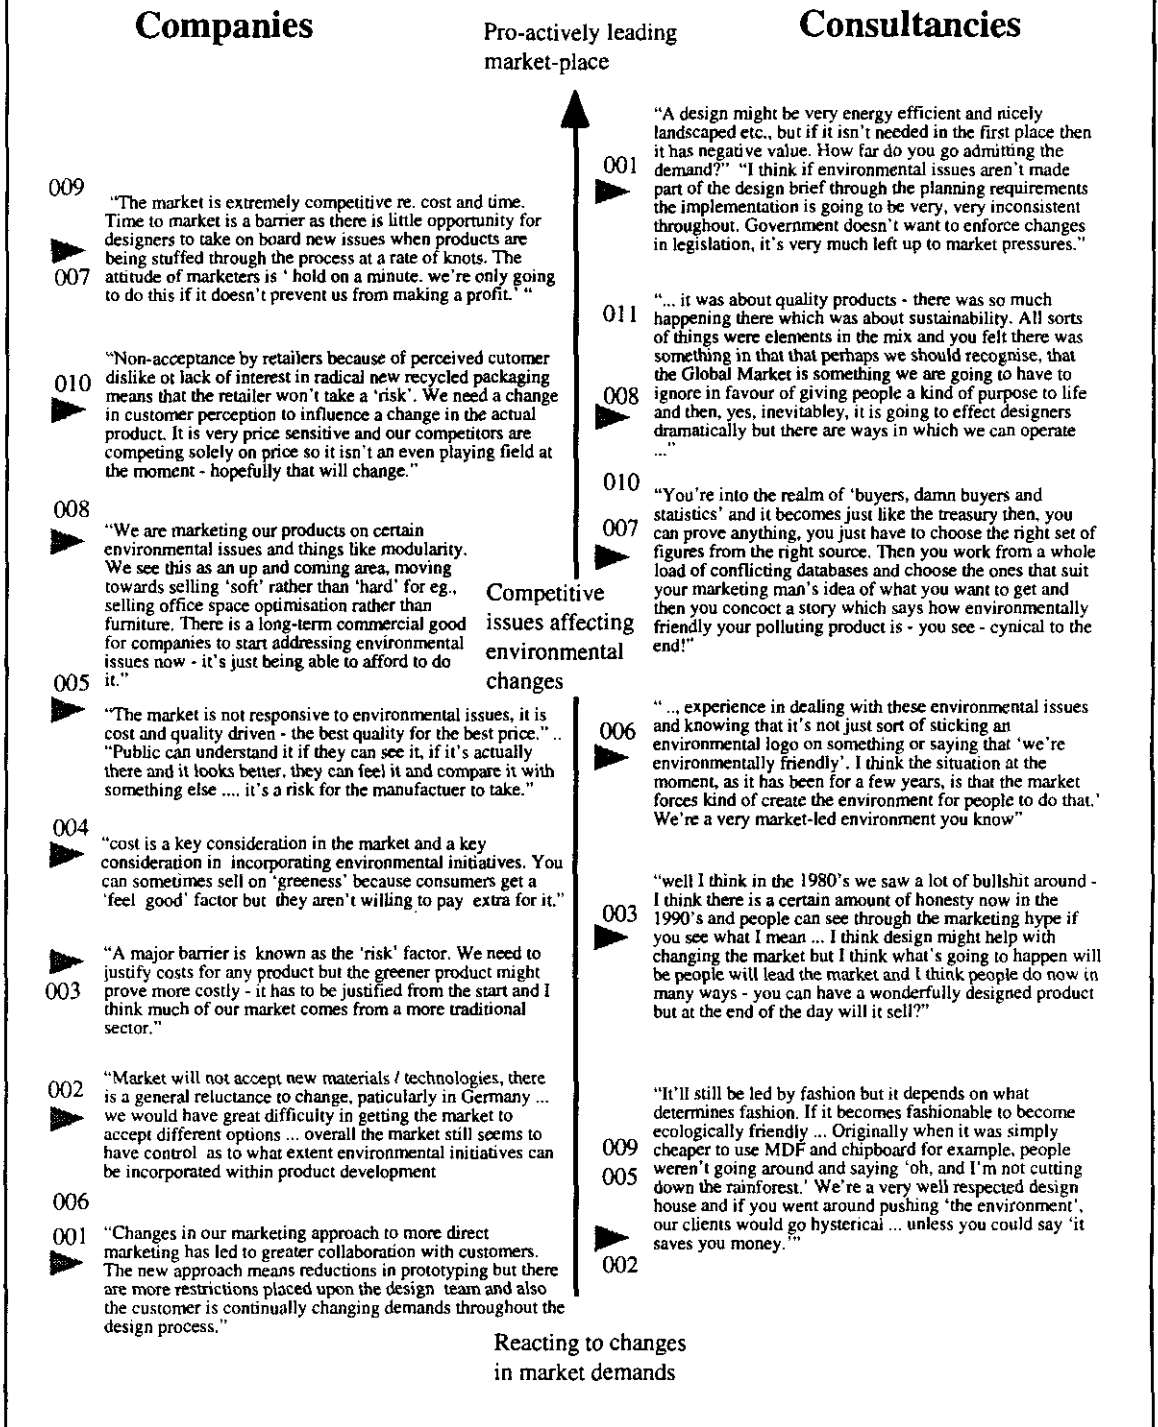 Companies
Pro-actively leading
market-place
Consultancies
009
“The market is extremely competitive re. cost and time.
Time to market is a barrier as there is little opportunity for
designers to take on board new issues when products are
being stuffed through the process at a rate of knots. The
007
attitude of marketers is ‘ hold on a minute. we're only going
to do this if it doesn't prevent us from making a profit.’ “
“Non-acceptance by retailers because of perceived cutomer
010
dislike ot lack of interest in radical new recycled packaging
means that the retailer won't take a ‘risk’. We need a change
in customer perception to influence a change in the actual
product. It is very price sensitive and our competitors are
competing solely on price so it isn't an even playing field at
the moment - hopefully that will change.”
008
“We are marketing our products on certain
environmental issues and things like modularity.
We see this as an up and coming area, moving
towards selling ‘soft’ rather than ‘hard’ for eg.,
selling office space optimisation rather than
furniture. There is a long-term commercial good
for companies to start addressing environmental
issues now - it's just being able to afford to do
005
it.”
“The market is not responsive to environmental issues, it is
cost and quality driven - the best quality for the best price.” ..
“Public can understand it if they can see it, if it's actually
there and it looks better, they can feel it and compare it with
something else .... it's a risk for the manufactuer to take.”
004
“cost is a key consideration in the market and a key
consideration in incorporating environmental initiatives. You
can sometimes sell on ‘greeness’ because consumers get a
‘feel good’ factor but they aren't willing to pay extra for it.”
“A major barrier is known as the ‘risk’ factor. We need to
justify costs for any product but the greener product might
003
prove more costly - it has to be justified from the start and I
think much of our market comes from a more traditional
sector.”
“Market will not accept new materials / technologies, there
002
is a general reluctance to change, paticularly in Germany ...
we would have great difficulty in getting the market to
accept different options ... overall the market still seems to
have control as to what extent environmental initiatives can
be incorporated within product development
006
001
“Changes in our marketing approach to more direct
marketing has led to greater collaboration with customers.
The new approach means reductions in prototyping but there
are more restrictions placed upon the design team and also
the customer is continually changing demands throughout the
design process.”
Competitive
issues affecting
environmental
changes
Reacting to changes
in market demands
“A design might be very energy efficient and nicely
landscaped etc., but if it isn't needed in the first place then
it has negative value. How far do you go admitting the
001
demand?” “I think if environmental issues aren't made
part of the design brief through the planning requirements
the implementation is going to be very, very inconsistent
throughout. Government doesn't want to enforce changes
in legislation, it's very much left up to market pressures.”
“... it was about quality products - there was so much
011
happening there which was about sustainability. All sorts
of things were elements in the mix and you felt there was
something in that that perhaps we should recognise, that
the Global Market is something we are going to have to
008
ignore in favour of giving people a kind of purpose to life
and then, yes, inevitabley, it is going to effect designers
dramatically but there are ways in which we can operate
...”
010
“You're into the realm of ‘buyers, damn buyers and
statistics’ and it becomes just like the treasury then, you
007
can prove anything, you just have to choose the right set of
figures from the right source. Then you work from a whole
load of conflicting databases and choose the ones that suit
your marketing man's idea of what you want to get and
then you concoct a story which says how environmentally
friendly your polluting product is - you see - cynical to the
end!”
“ .., experience in dealing with these environmental issues
006
and knowing that it's not just sort of sticking an
environmental logo on something or saying that ‘we're
environmentally friendly’. I think the situation at the
moment, as it has been for a few years, is that the market
forces kind of create the environment for people to do that.’
We're a very market-led environment you know”
“well I think in the 1980's we saw a lot of bullshit around -
I think there is a certain amount of honesty now in the
003
1990's and people can see through the marketing hype if
you see what I mean ... I think design might help with
changing the market but I think what's going to happen will
be people will lead the market and I think people do now in
many ways - you can have a wonderfully designed product
but at the end of the day will it sell?”
“It'll still be led by fashion but it depends on what
determines fashion. If it becomes fashionable to become
ecologically friendly ... Originally when it was simply
009
cheaper to use MDF and chipboard for example, people
005
weren't going around and saying ‘oh, and I'm not cutting
down the rainforest.’ We're a very well respected design
house and if you went around pushing ‘the environment’,
our clients would go hysterical ... unless you could say ‘it
saves you money.’”
002